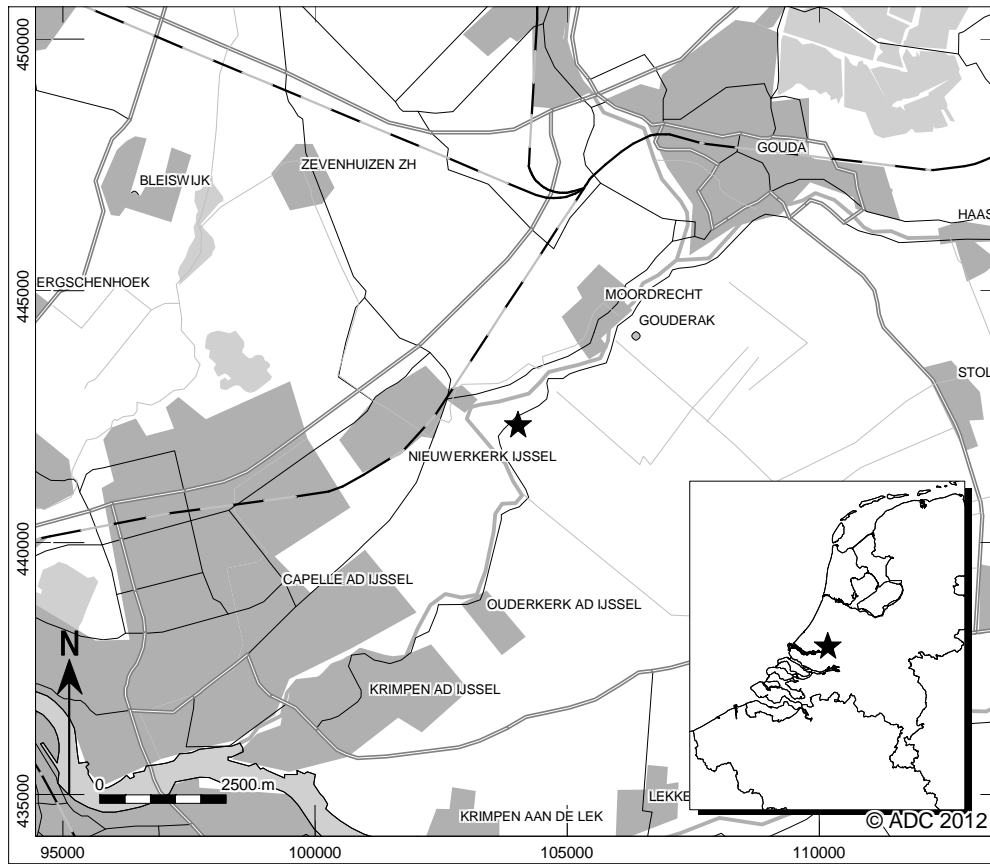 450000
445000
440000
435000
GOUDA
ZEVENHUIZEN ZH
BLEISWIJK
HAAS
ERGSCHENHOEK
MOORDRECHT
GOUDERAK
STOL
NIEUWERKERK IJSSEL
CAPELLE AD IJSSEL
OUDERKERK AD IJSSEL
N
KRIMPEN AD IJSSEL
0 2500 m
LEKKE
KRIMPEN AAN DE LEK
© ADC 2012
95000 100000 105000 110000